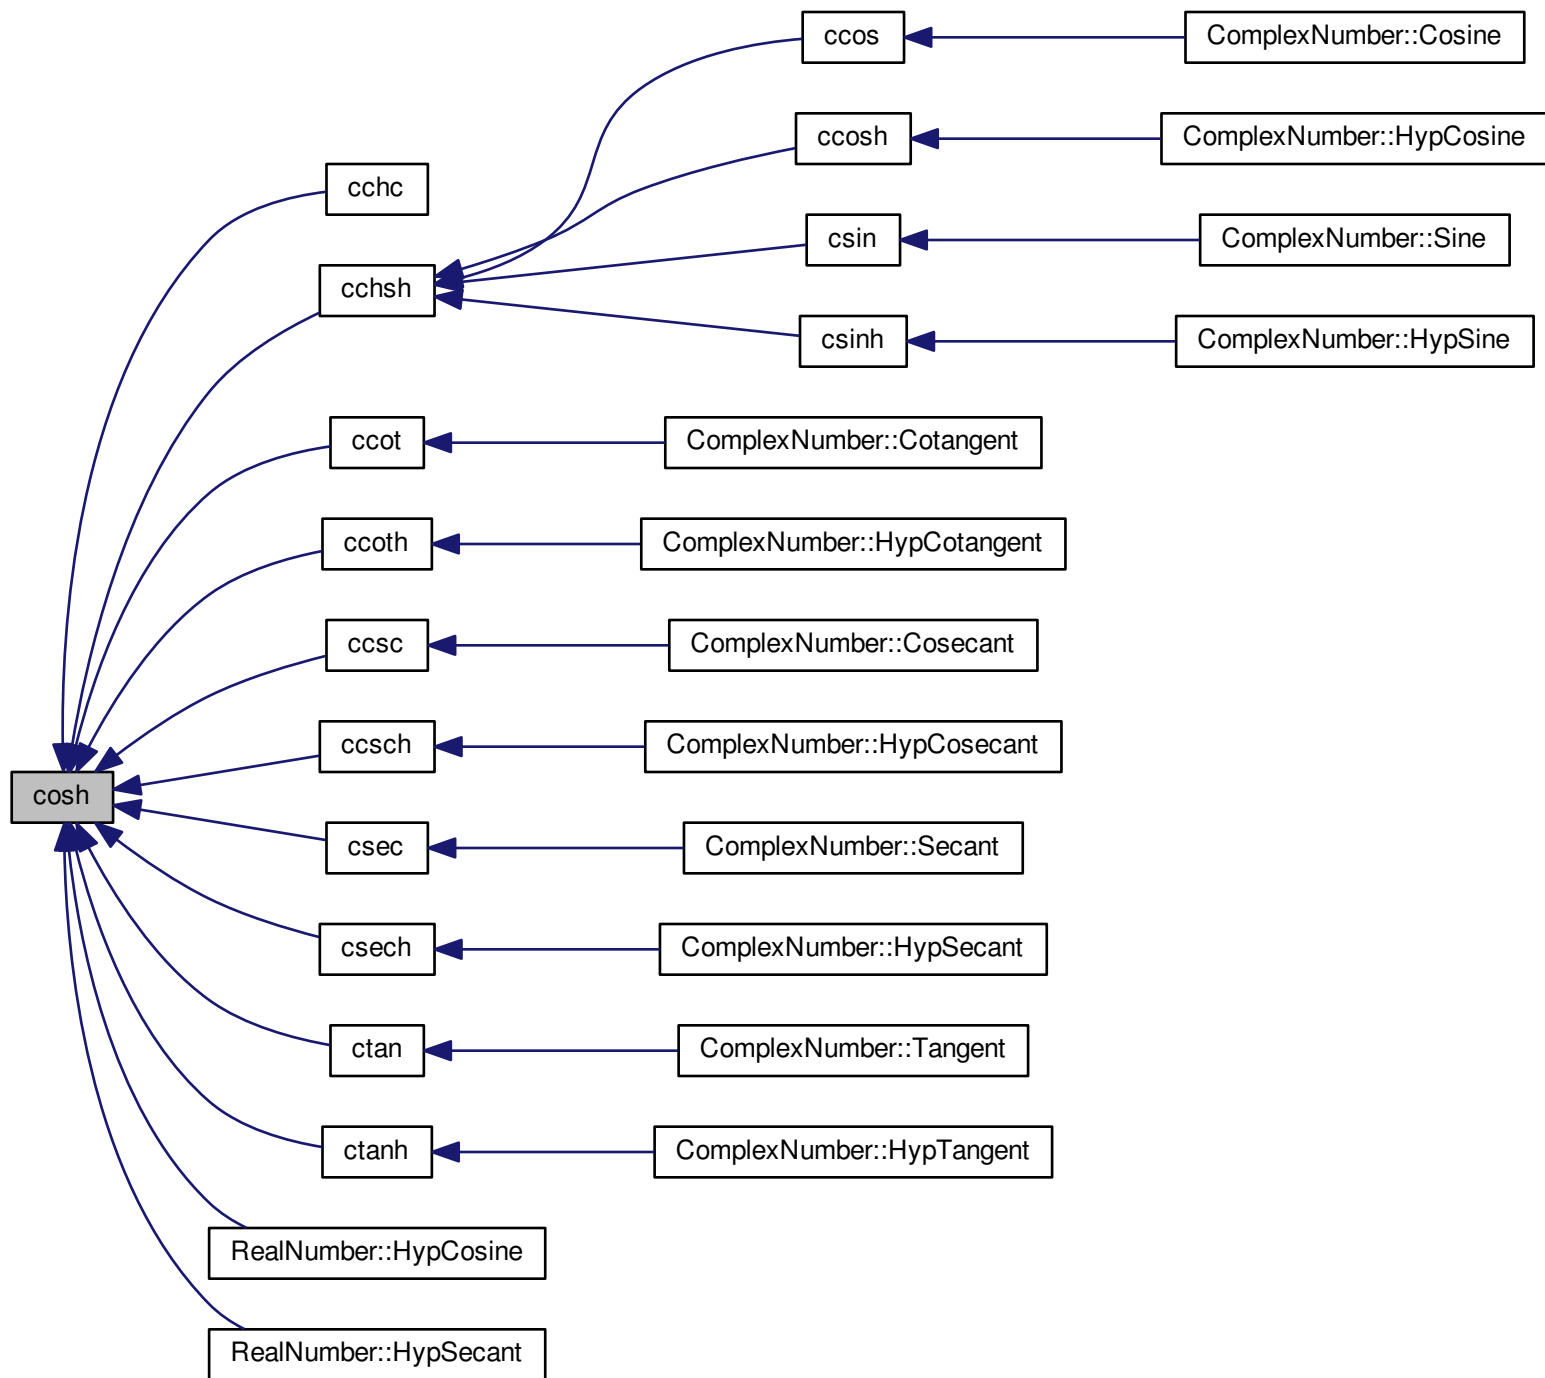 ccos
ComplexNumber::Cosine
ccosh
ComplexNumber::HypCosine
cchc
csin
ComplexNumber::Sine
cchsh
csinh
ComplexNumber::HypSine
ccot
ComplexNumber::Cotangent
ccoth
ComplexNumber::HypCotangent
ccsc
ComplexNumber::Cosecant
ccsch
ComplexNumber::HypCosecant
cosh
csec
ComplexNumber::Secant
csech
ComplexNumber::HypSecant
ctan
ComplexNumber::Tangent
ctanh
ComplexNumber::HypTangent
RealNumber::HypCosine
RealNumber::HypSecant